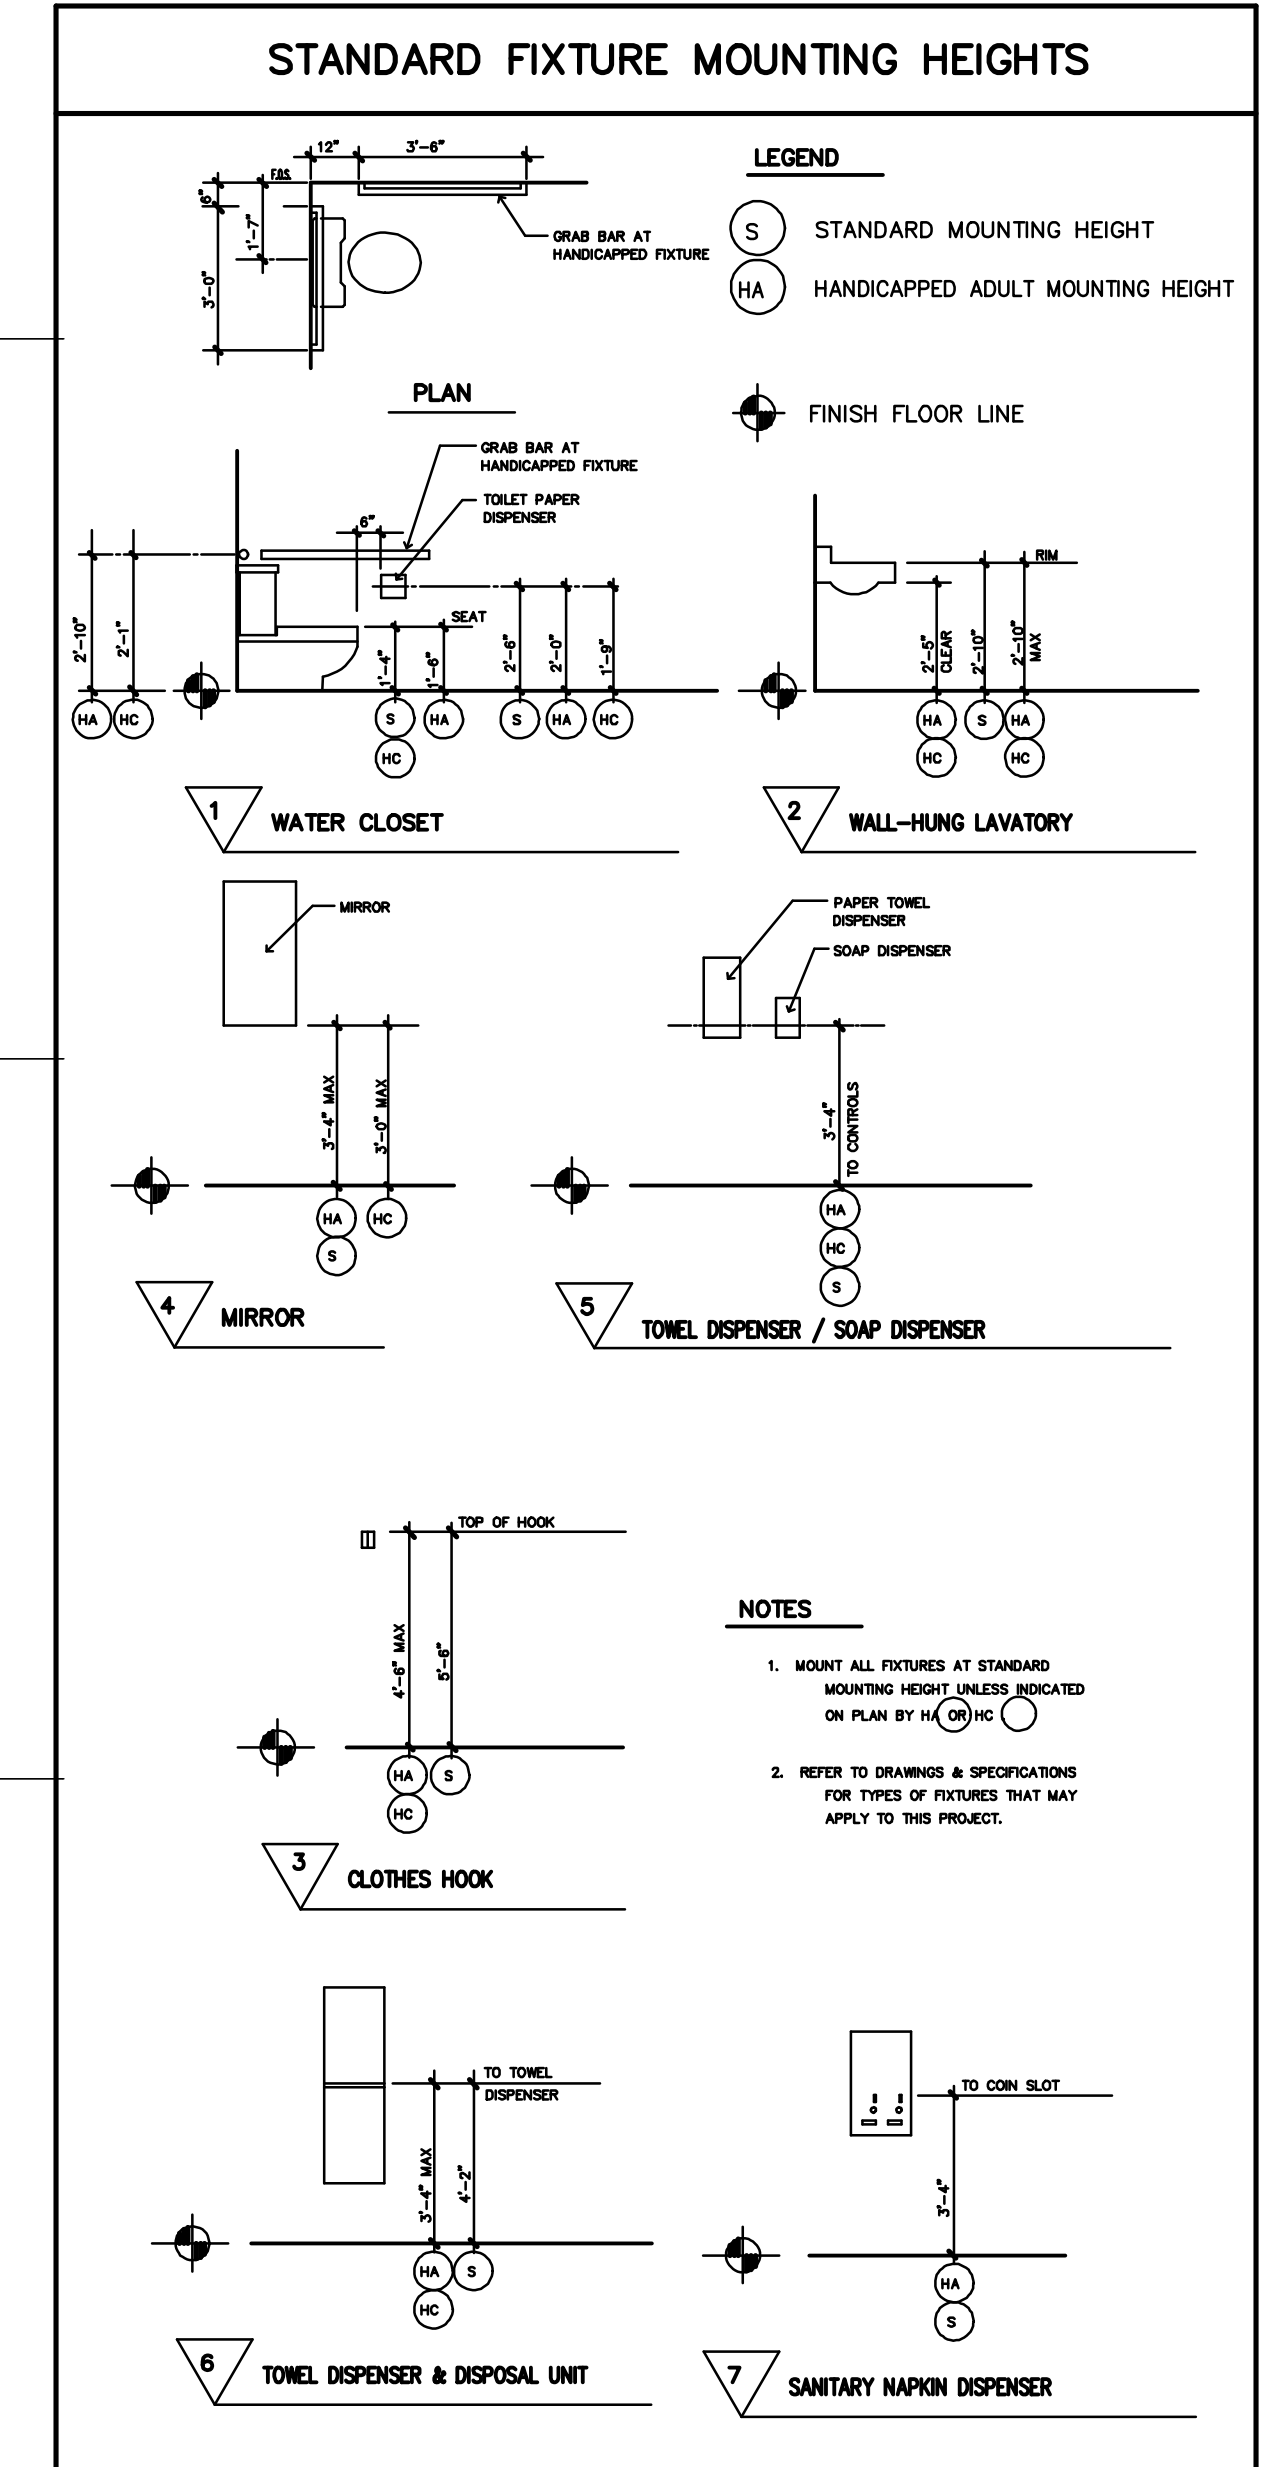 STANDARD FIXTURE MOUNTING HEIGHTS
12" 3'-6"
F.O.S.
6"
1'-7"
3'-0"
GRAB BAR AT
HANDICAPPED FIXTURE
PLAN
LEGEND
S STANDARD MOUNTING HEIGHT
HA HANDICAPPED ADULT MOUNTING HEIGHT
FINISH FLOOR LINE
GRAB BAR AT
HANDICAPPED FIXTURE
TOILET PAPER
DISPENSER
6"
SEAT
2'-10"
2'-1"
1'-4"
1'-6"
2'-6"
2'-0"
1'-9"
HA HC S HA S HA HC
HC
1 WATER CLOSET
RIM
2'-5"
CLEAR
2'-10"
2'-10"
MAX
HA S HA
HC HC
2 WALL-HUNG LAVATORY
MIRROR
3'-4" MAX
3'-0" MAX
HA HC
S
4 MIRROR
PAPER TOWEL
DISPENSER
SOAP DISPENSER
3'-4"
TO CONTROLS
HA
HC
S
5 TOWEL DISPENSER / SOAP DISPENSER
TOP OF HOOK
4'-6" MAX
5'-6"
HA S
HC
3 CLOTHES HOOK
NOTES
1. MOUNT ALL FIXTURES AT STANDARD
MOUNTING HEIGHT UNLESS INDICATED
ON PLAN BY HA OR HC
2. REFER TO DRAWINGS & SPECIFICATIONS
FOR TYPES OF FIXTURES THAT MAY
APPLY TO THIS PROJECT.
TO TOWEL
DISPENSER
3'-4" MAX
4'-2"
HA S
HC
6 TOWEL DISPENSER & DISPOSAL UNIT
TO COIN SLOT
3'-4"
HA
S
7 SANITARY NAPKIN DISPENSER